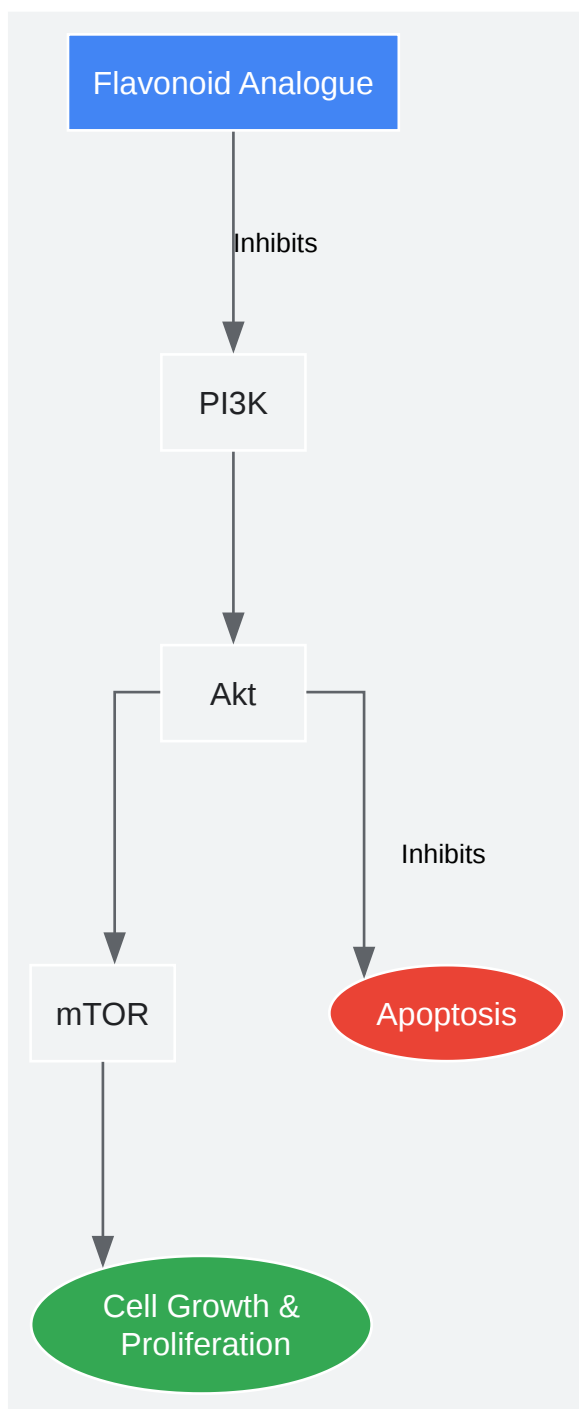 Flavonoid Analogue
Inhibits
PI3K
Akt
Inhibits
mTOR
Apoptosis
Cell Growth &
Proliferation